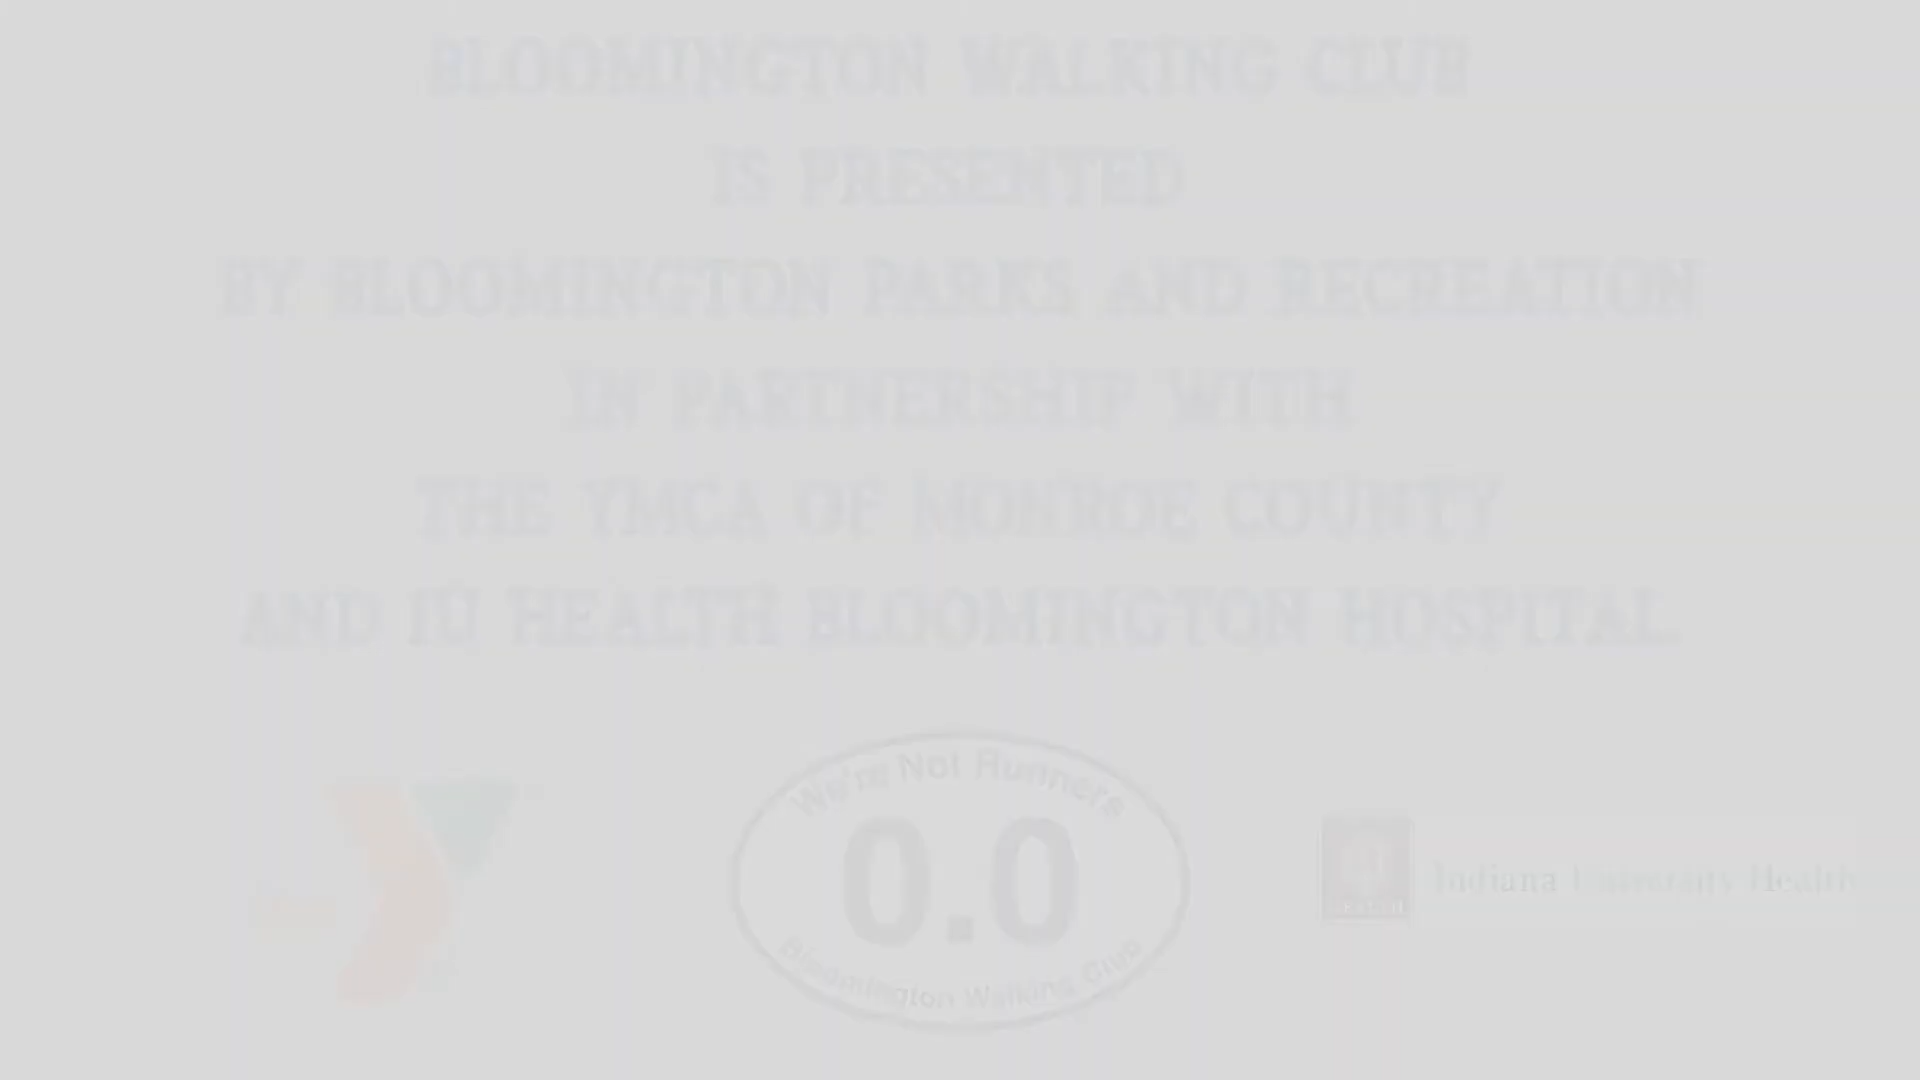 BLOOMINGTON WALKING CLUB
IS PRESENTED
BY BLOOMINGTON PARKS AND RECREATION
IN PARTNERSHIP WITH
THE YMCA OF MONROE COUNTY
AND IU HEALTH BLOOMINGTON HOSPITAL.
We're Not Runners
0.0
Bloomington Walking Club
Indiana University Health